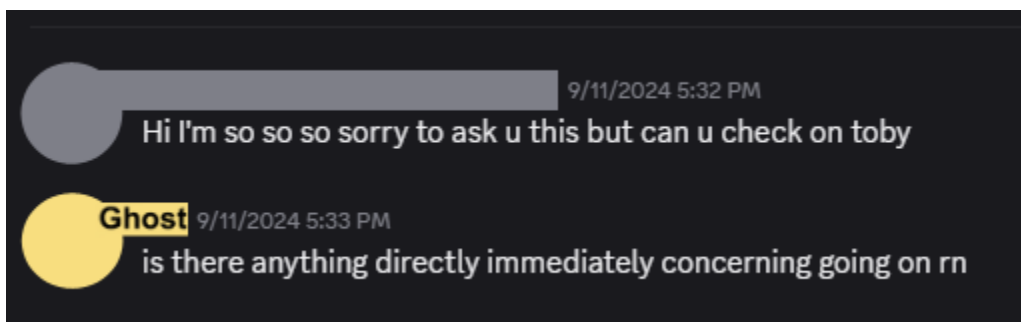 9/11/2024 5:32 PM
Hi I'm so so so sorry to ask u this but can u check on toby
Ghost 9/11/2024 5:33 PM
is there anything directly immediately concerning going on rn